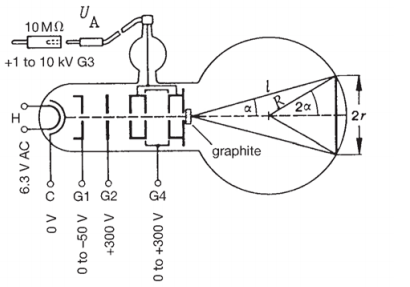 U_A
10 MΩ
+1 to 10 kV G3
H
6.3 V AC
C
0 V
G1
0 to –50 V
G2
+300 V
G4
0 to +300 V
graphite
l
R
α
2α
2r